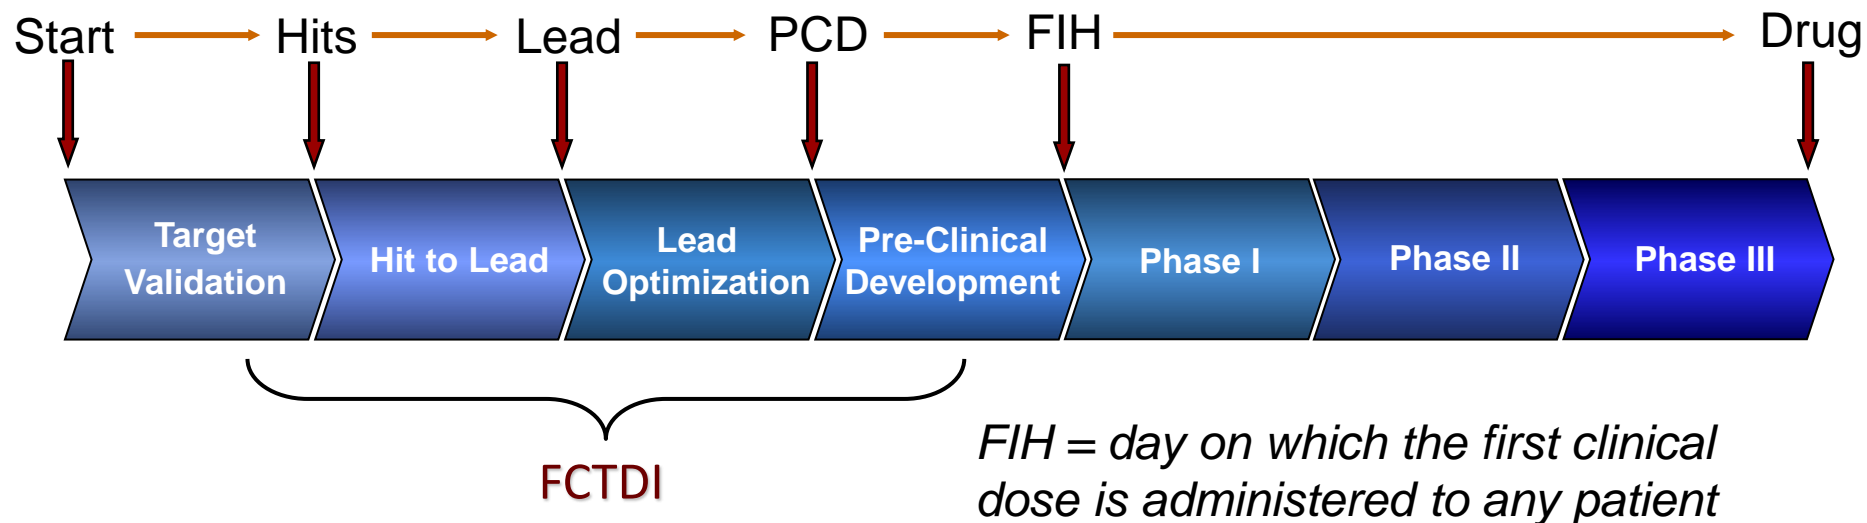 Start Hits Lead PCD FIH Drug
Target
Validation
Hit to Lead
Lead
Optimization
Pre-Clinical
Development
Phase I
Phase II
Phase III
FCTDI
FIH = day on which the first clinical
dose is administered to any patient